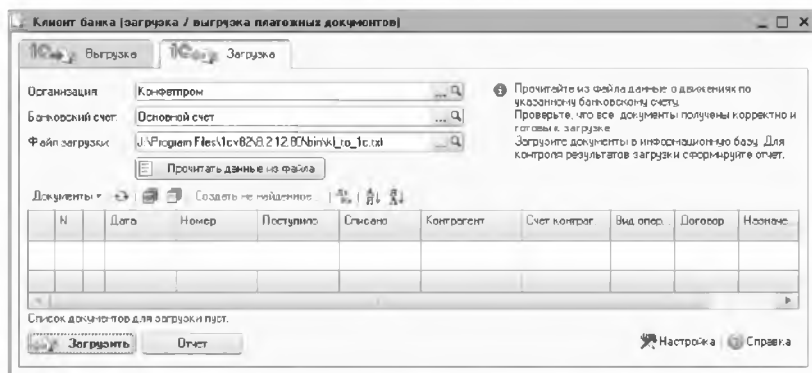 Клиент банка (загрузка / выгрузка платежных документов)
Выгрузка
Загрузка
Организация: Конфетпром
Банковский счет: Основной счет
Файл загрузки: J:\Program Files\1cv82\8.2.12.80\bin\kl_to_1c.txt
Прочитать данные из файла
Прочитайте из файла данные о движениях по
указанному банковскому счету.
Проверьте, что все документы получены корректно и
готовы к загрузке
Загрузите документы в информационную базу. Для
контроля результатов загрузки сформируйте отчет.
Документы Создать не найденное...
N Дата Номер Поступило Списано Контрагент Счет контраг Вид опер... Договор Назначе
Список документов для загрузки пуст.
Загрузить Отчет Настройка Справка